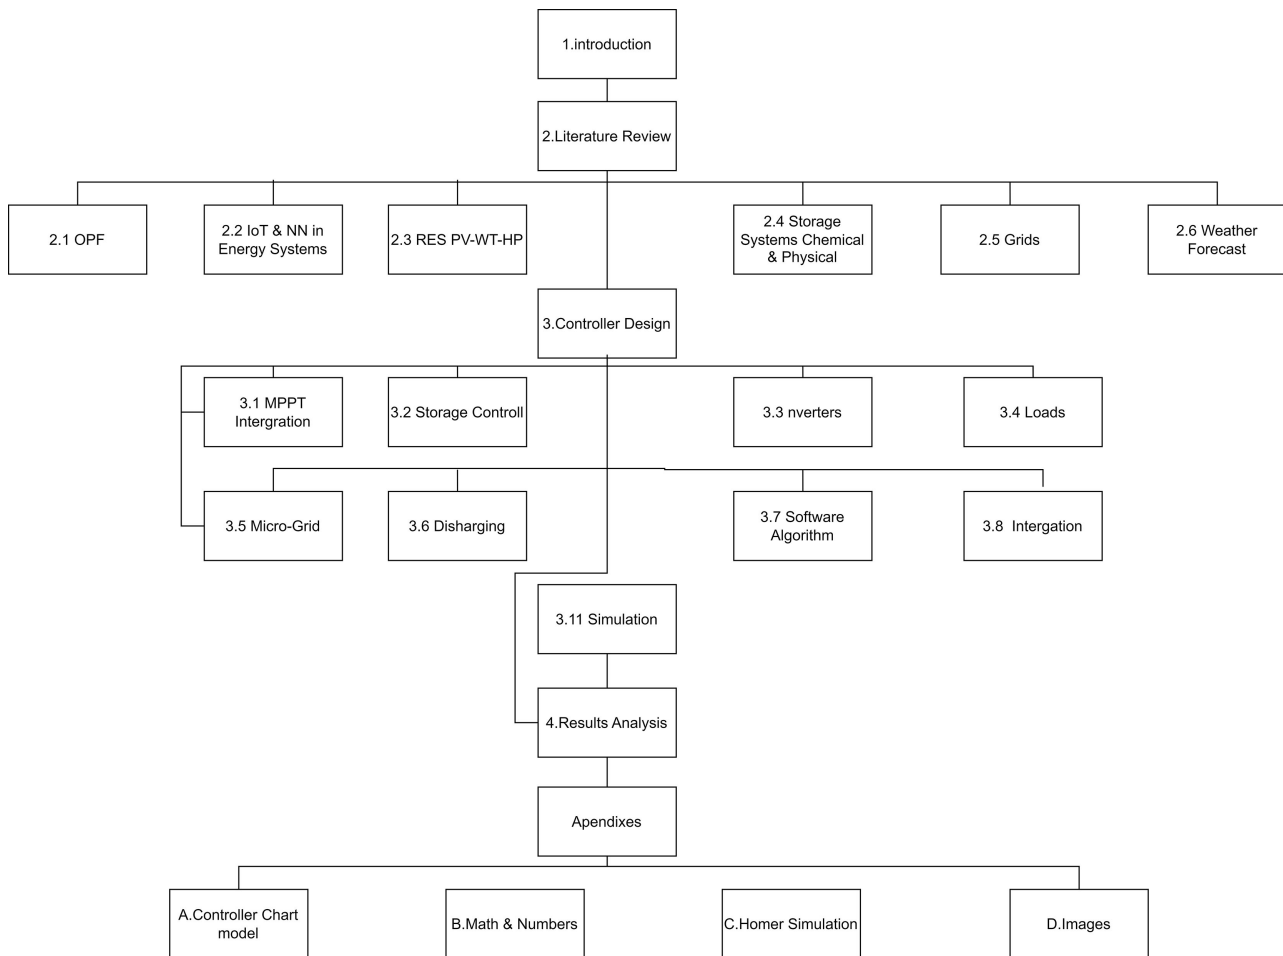 1.introduction
2.Literature Review
2.1 OPF
2.2 IoT & NN in
Energy Systems
2.3 RES PV-WT-HP
2.4 Storage
Systems Chemical
& Physical
2.5 Grids
2.6 Weather
Forecast
3.Controller Design
3.1 MPPT
Intergration
3.2 Storage Controll
3.3 nverters
3.4 Loads
3.5 Micro-Grid
3.6 Disharging
3.7 Software
Algorithm
3.8 Intergation
3.11 Simulation
4.Results Analysis
Apendixes
A.Controller Chart
model
B.Math & Numbers
C.Homer Simulation
D.Images